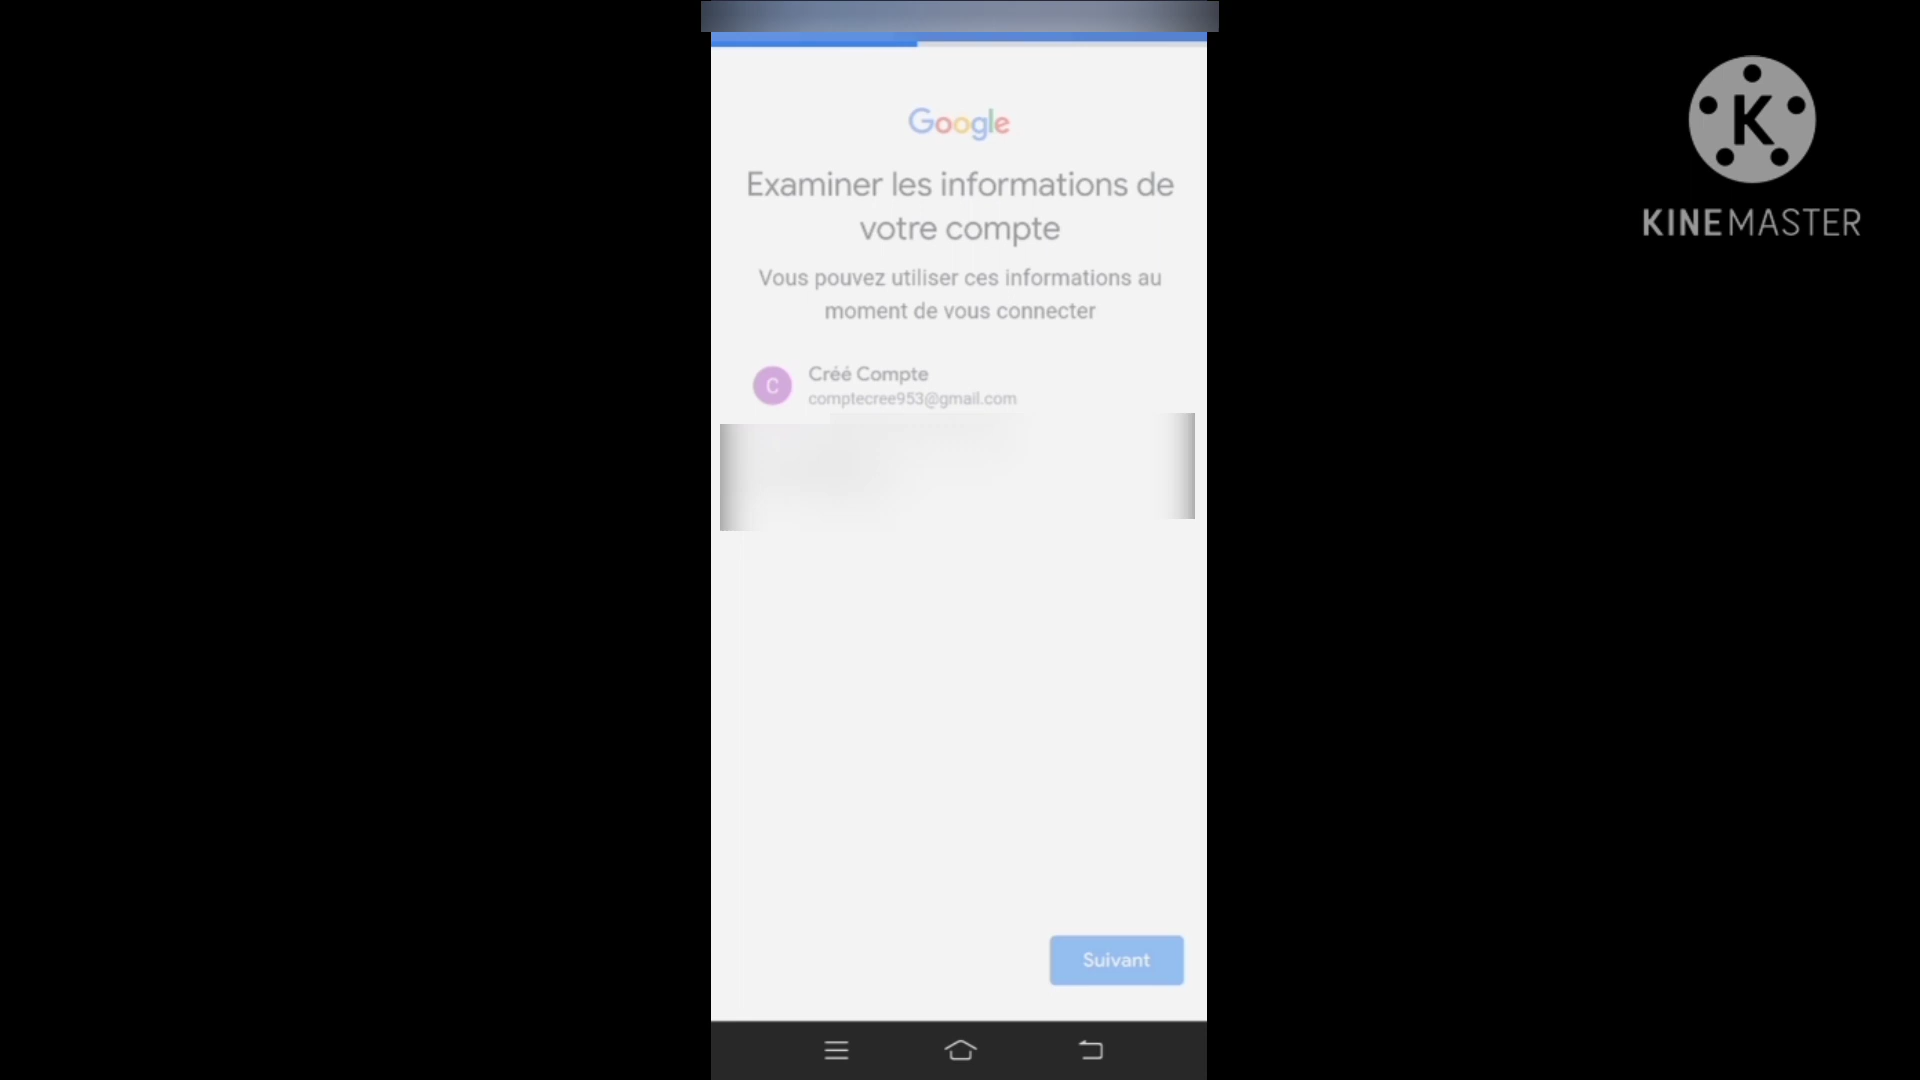 Google
Examiner les informations de
votre compte
Vous pouvez utiliser ces informations au
moment de vous connecter
C
Créé Compte
comptecree953@gmail.com
Suivant
K
KINEMASTER